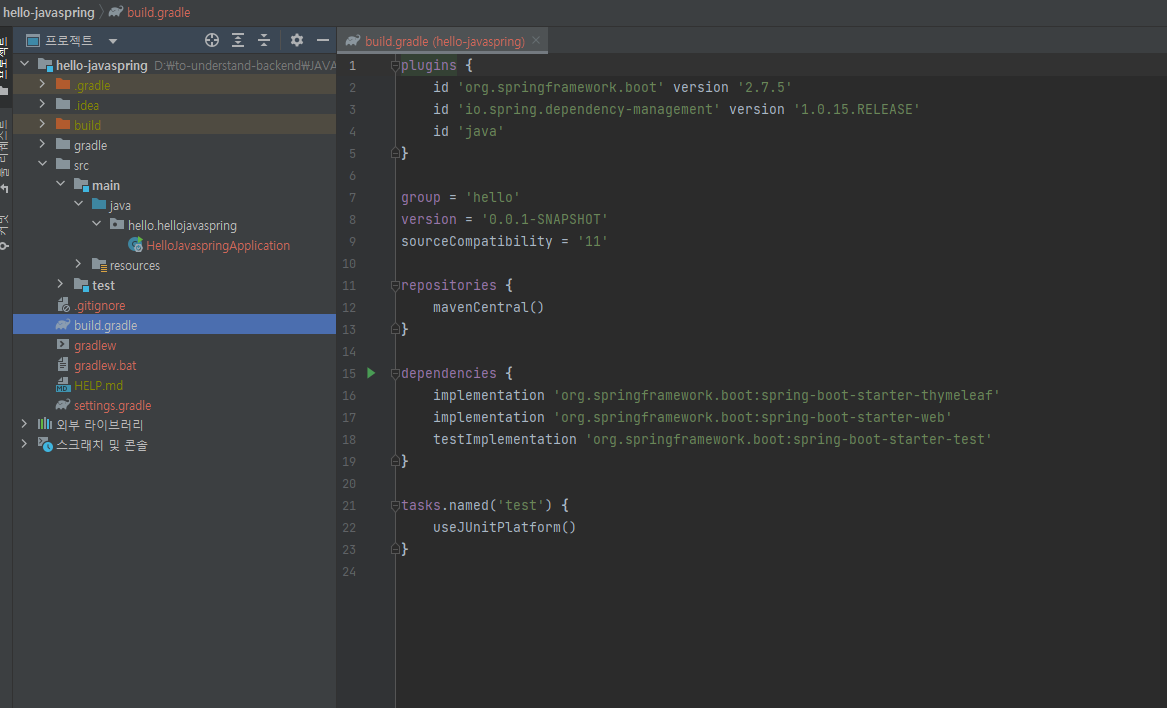 hello-javaspring
build.gradle
프로젝트
hello-javaspring D:\to-understand-backend\JAVA
.gradle
.idea
build
gradle
src
main
java
hello.hellojavaspring
HelloJavaspringApplication
resources
test
.gitignore
build.gradle
gradlew
gradlew.bat
HELP.md
settings.gradle
외부 라이브러리
스크래치 및 콘솔
build.gradle (hello-javaspring)
1 plugins {
2 id 'org.springframework.boot' version '2.7.5'
3 id 'io.spring.dependency-management' version '1.0.15.RELEASE'
4 id 'java'
5 }
6
7 group = 'hello'
8 version = '0.0.1-SNAPSHOT'
9 sourceCompatibility = '11'
10
11 repositories {
12 mavenCentral()
13 }
14
15 dependencies {
16 implementation 'org.springframework.boot:spring-boot-starter-thymeleaf'
17 implementation 'org.springframework.boot:spring-boot-starter-web'
18 testImplementation 'org.springframework.boot:spring-boot-starter-test'
19 }
20
21 tasks.named('test') {
22 useJUnitPlatform()
23 }
24